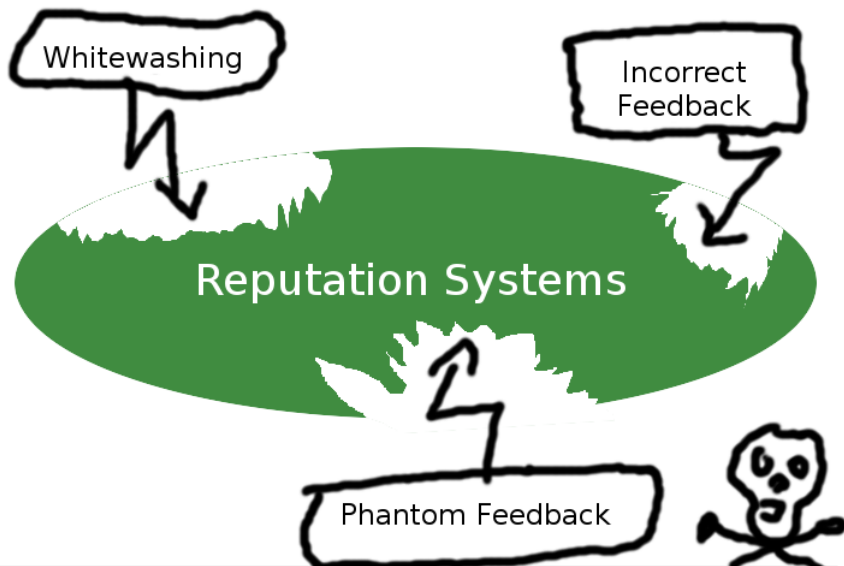 Whitewashing
Incorrect
Feedback
Reputation Systems
Phantom Feedback